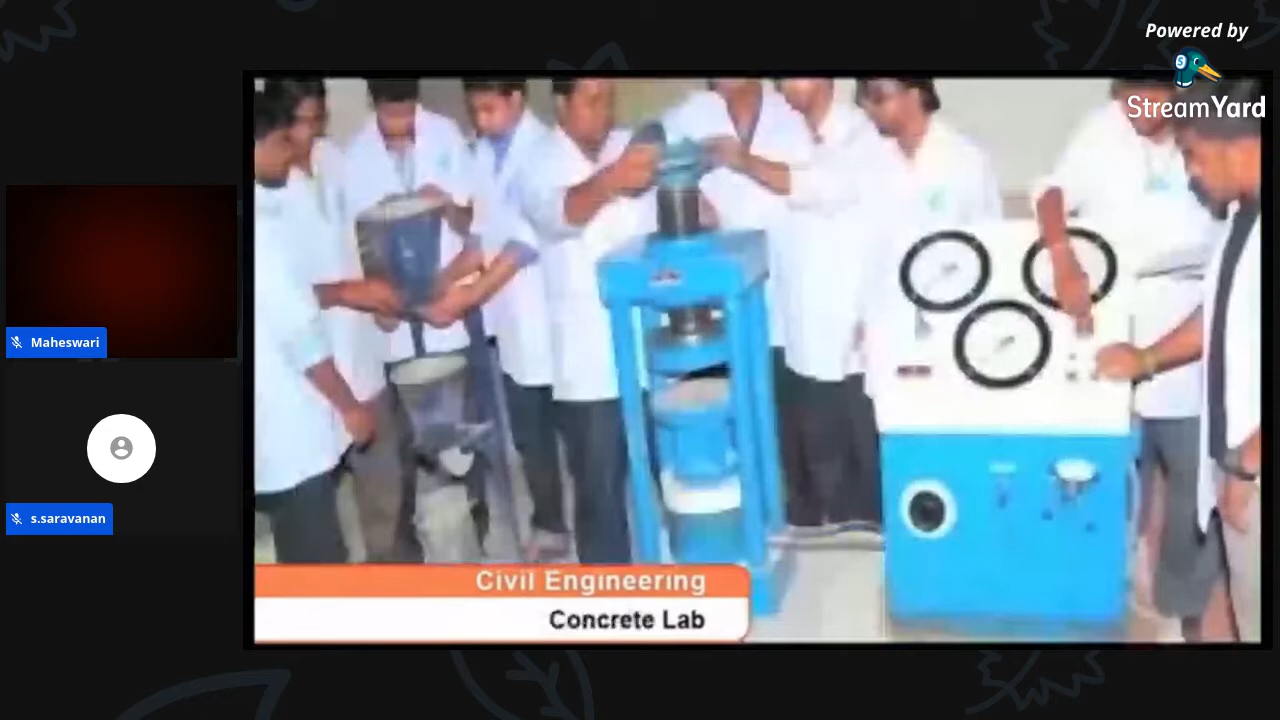 Powered by
StreamYard
Maheswari
s.saravanan
Civil Engineering
Concrete Lab